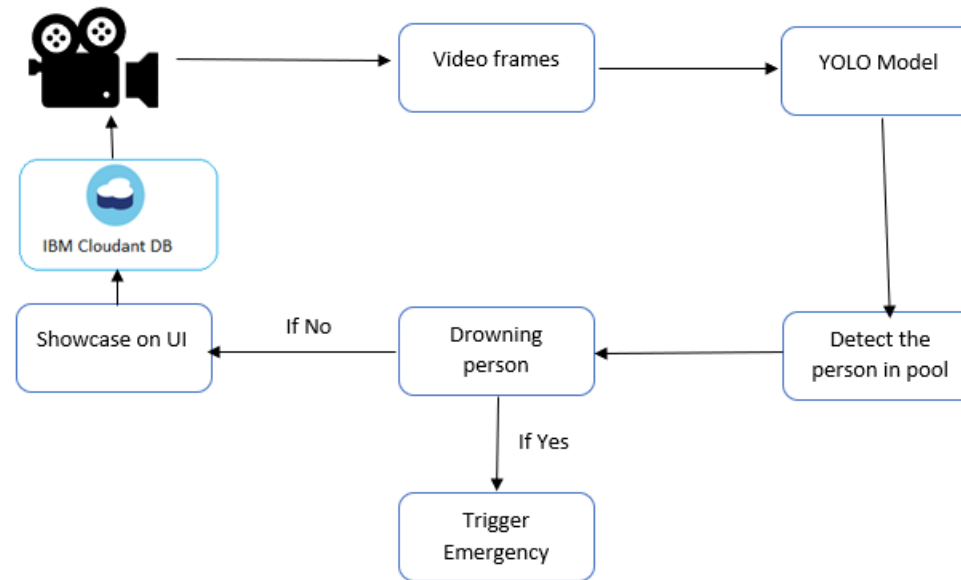 Video frames
YOLO Model
IBM Cloudant DB
Showcase on UI
If No
Drowning
person
Detect the
person in pool
If Yes
Trigger
Emergency